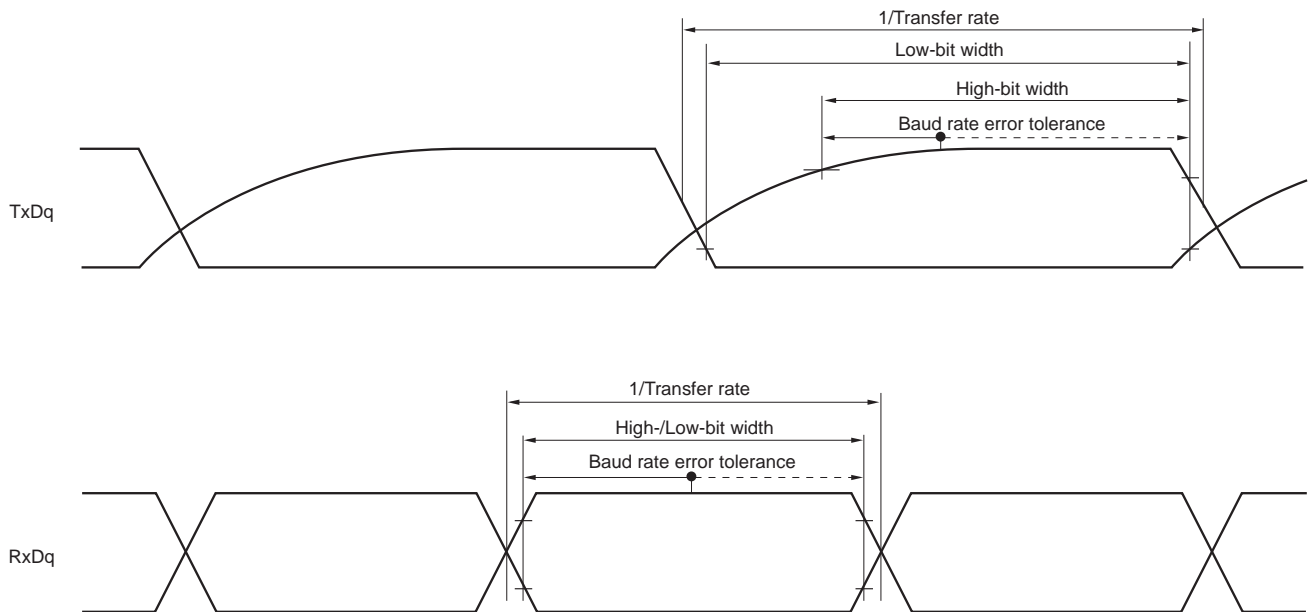 1/Transfer rate
Low-bit width
High-bit width
Baud rate error tolerance
TxDq
1/Transfer rate
High-/Low-bit width
Baud rate error tolerance
RxDq